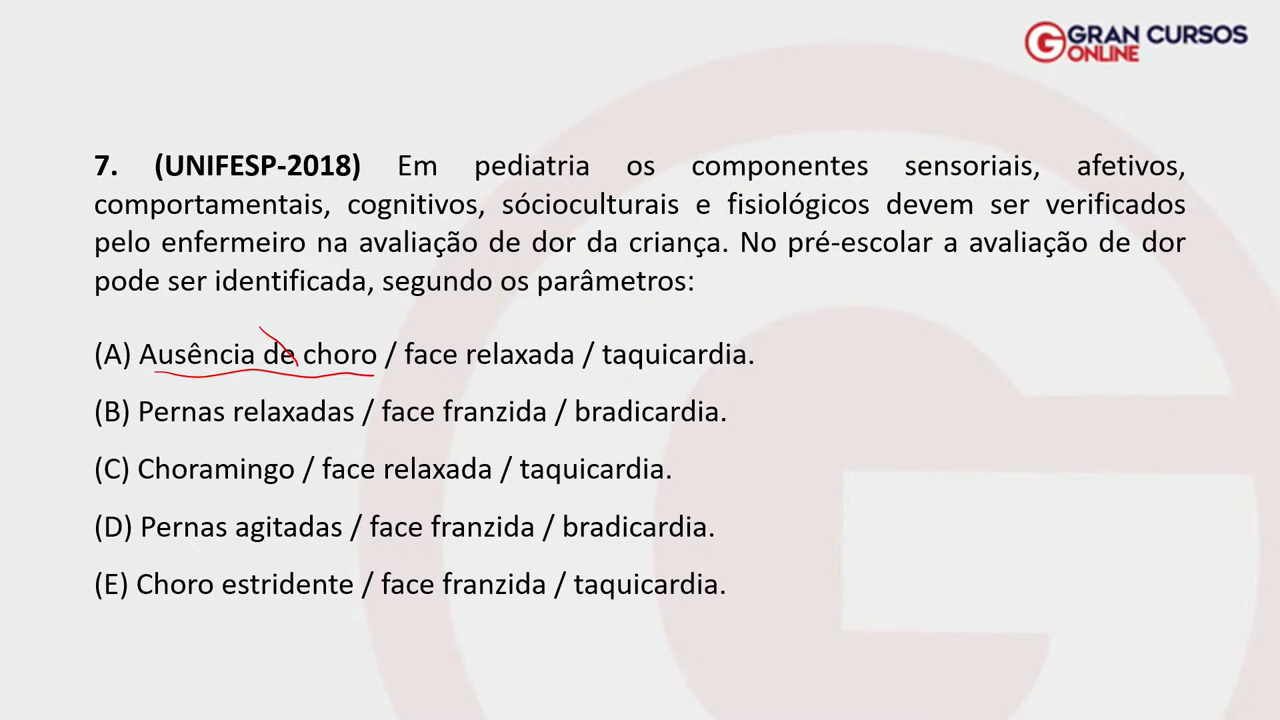 GRAN CURSOS
ONLINE
7. (UNIFESP-2018) Em pediatria os componentes sensoriais, afetivos,
comportamentais, cognitivos, sócioculturais e fisiológicos devem ser verificados
pelo enfermeiro na avaliação de dor da criança. No pré-escolar a avaliação de dor
pode ser identificada, segundo os parâmetros:
(A) Ausência de choro / face relaxada / taquicardia.
(B) Pernas relaxadas / face franzida / bradicardia.
(C) Choramingo / face relaxada / taquicardia.
(D) Pernas agitadas / face franzida / bradicardia.
(E) Choro estridente / face franzida / taquicardia.